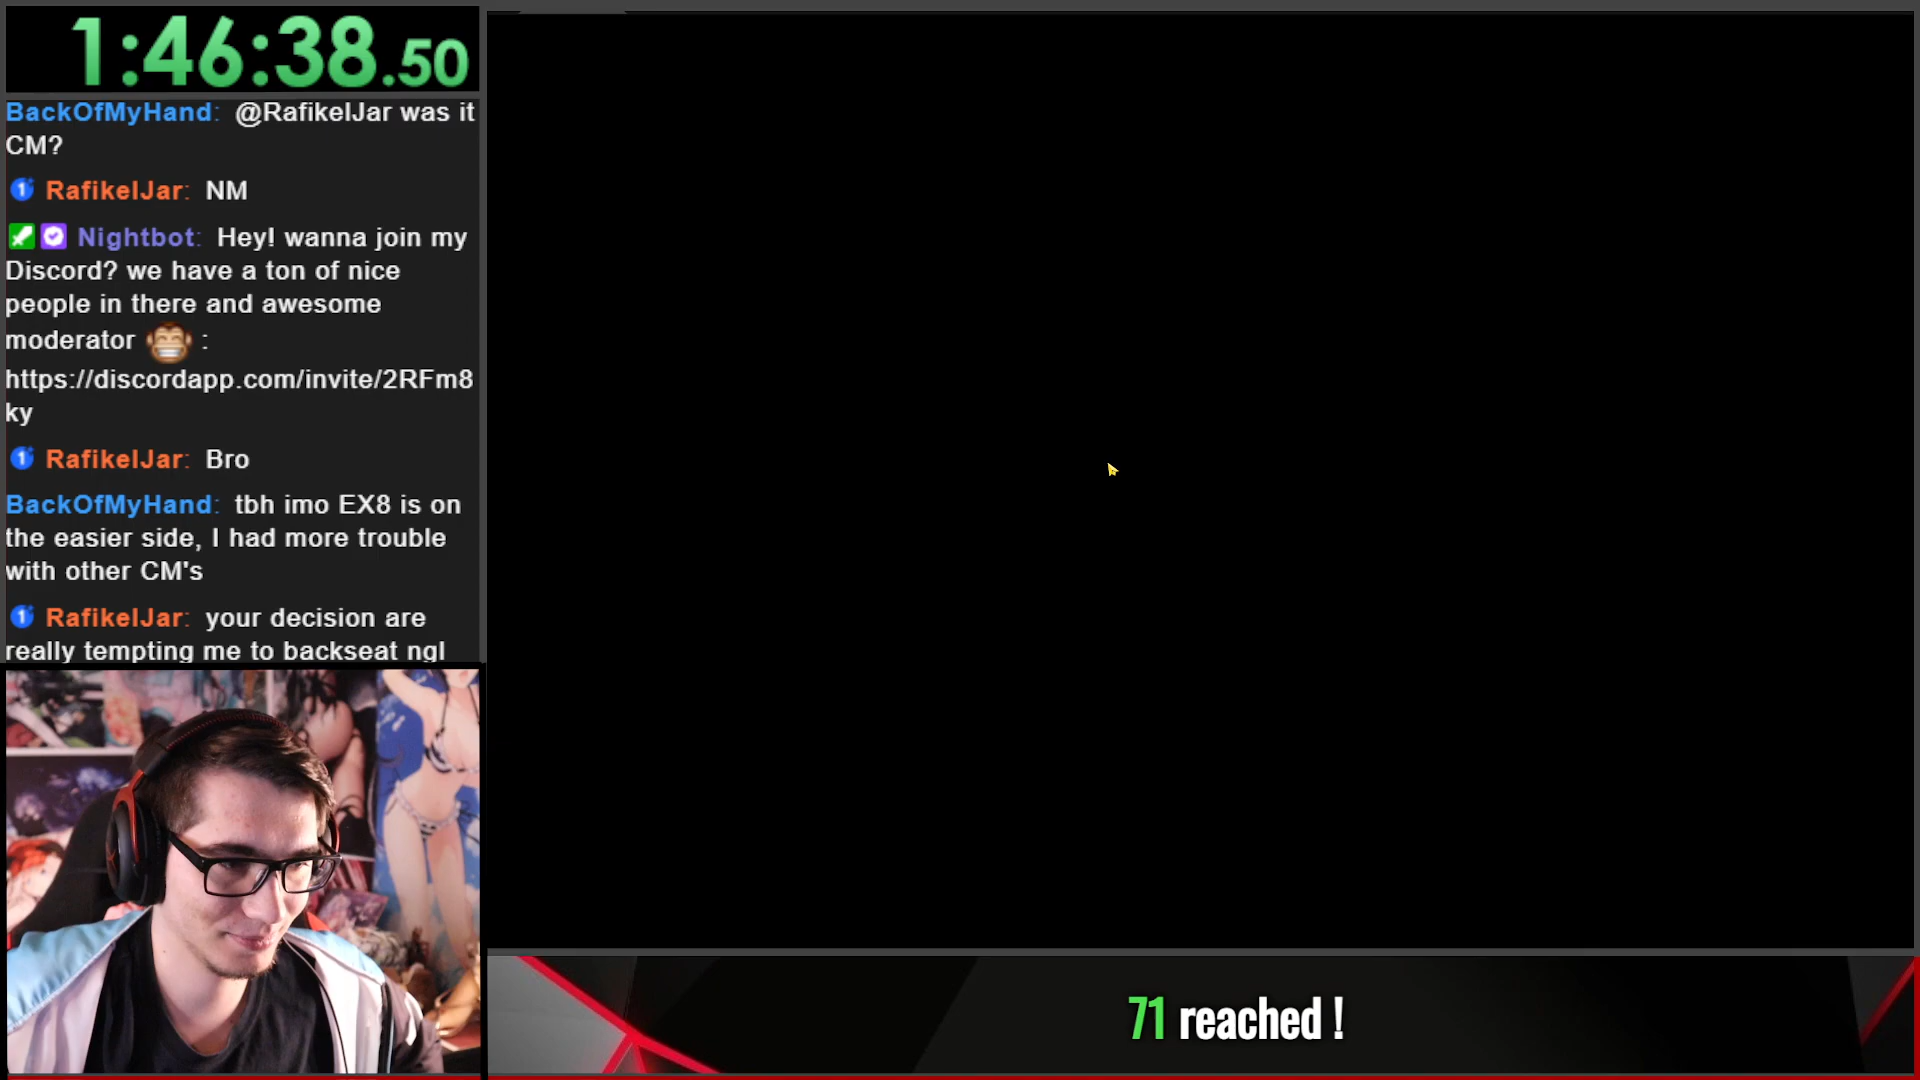 1:46:38.50
BackOfMyHand: @RafikelJar was it
CM?
RafikelJar: NM
Nightbot: Hey! wanna join my
Discord? we have a ton of nice
people in there and awesome
moderator :
https://discordapp.com/invite/2RFm8
ky
RafikelJar: Bro
BackOfMyHand: tbh imo EX8 is on
the easier side, I had more trouble
with other CM's
RafikelJar: your decision are
really tempting me to backseat ngl
71 reached !